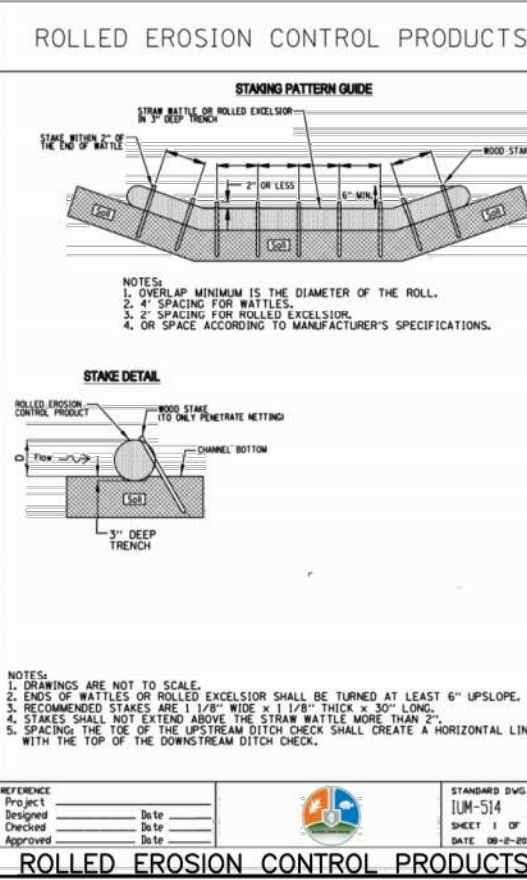 ROLLED EROSION CONTROL PRODUCTS
STAKING PATTERN GUIDE
STRAW WATTLE OR ROLLED EXCELSIOR
IN 3" DEEP TRENCH
STAKE WITHIN 2" OF
THE END OF WATTLE
WOOD STAK
2" OR LESS
6" MIN.
Soil
Soil
Soil
NOTES:
1. OVERLAP MINIMUM IS THE DIAMETER OF THE ROLL.
2. 4' SPACING FOR WATTLES.
3. 2' SPACING FOR ROLLED EXCELSIOR.
4. OR SPACE ACCORDING TO MANUFACTURER'S SPECIFICATIONS.
STAKE DETAIL
ROLLED EROSION
CONTROL PRODUCT
WOOD STAKE
(TO ONLY PENETRATE NETTING)
D
Flow
CHANNEL BOTTOM
Soil
3" DEEP
TRENCH
NOTES:
1. DRAWINGS ARE NOT TO SCALE.
2. ENDS OF WATTLES OR ROLLED EXCELSIOR SHALL BE TURNED AT LEAST 6" UPSLOPE.
3. RECOMMENDED STAKES ARE 1 1/8" WIDE x 1 1/8" THICK x 30" LONG.
4. STAKES SHALL NOT EXTEND ABOVE THE STRAW WATTLE MORE THAN 2".
5. SPACING: THE TOE OF THE UPSTREAM DITCH CHECK SHALL CREATE A HORIZONTAL LIN
WITH THE TOP OF THE DOWNSTREAM DITCH CHECK.
REFERENCE
Project
Designed Date
Checked Date
Approved Date
STANDARD DWG.
IUM-514
SHEET 1 OF
DATE 08-2-20
ROLLED EROSION CONTROL PRODUCTS